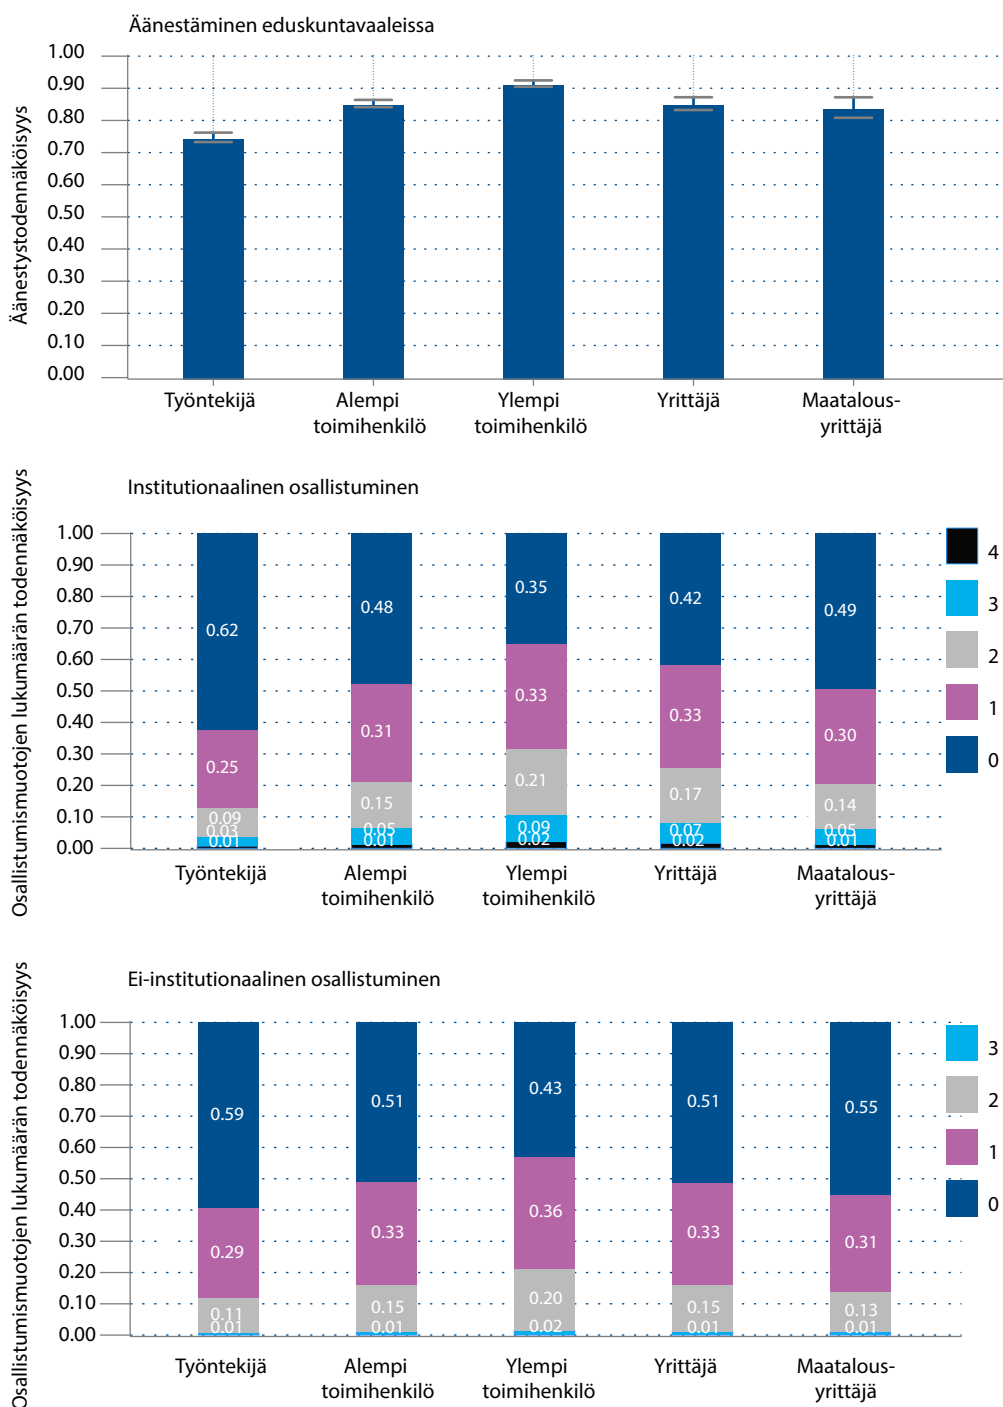 Äänestäminen eduskuntavaaleissa
Äänestystodennäköisyys
1.00
0.90
0.80
0.70
0.60
0.50
0.40
0.30
0.20
0.10
0.00
Työntekijä
Alempi
toimihenkilö
Ylempi
toimihenkilö
Yrittäjä
Maatalous-
yrittäjä
Institutionaalinen osallistuminen
Osallistumismuotojen lukumäärän todennäköisyys
1.00
0.90
0.80
0.70
0.60
0.50
0.40
0.30
0.20
0.10
0.00
0.62
0.25
0.09
0.03
0.01
0.48
0.31
0.15
0.05
0.01
0.35
0.33
0.21
0.09
0.02
0.42
0.33
0.17
0.07
0.02
0.49
0.30
0.14
0.05
0.01
4
3
2
1
0
Työntekijä
Alempi
toimihenkilö
Ylempi
toimihenkilö
Yrittäjä
Maatalous-
yrittäjä
Ei-institutionaalinen osallistuminen
Osallistumismuotojen lukumäärän todennäköisyys
1.00
0.90
0.80
0.70
0.60
0.50
0.40
0.30
0.20
0.10
0.00
0.59
0.29
0.11
0.01
0.51
0.33
0.15
0.01
0.43
0.36
0.20
0.02
0.51
0.33
0.15
0.01
0.55
0.31
0.13
0.01
3
2
1
0
Työntekijä
Alempi
toimihenkilö
Ylempi
toimihenkilö
Yrittäjä
Maatalous-
yrittäjä